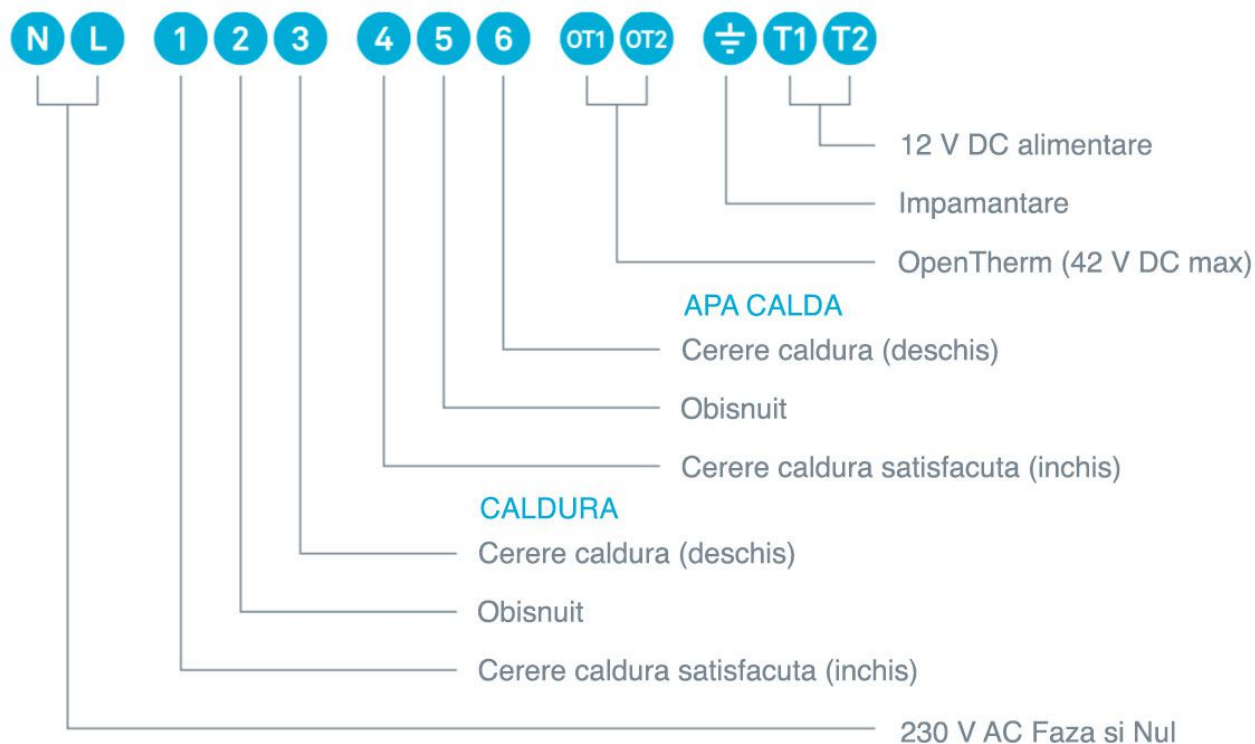 N L 1 2 3 4 5 6 OT1 OT2 ⏚ T1 T2
12 V DC alimentare
Impamantare
OpenTherm (42 V DC max)
APA CALDA
Cerere caldura (deschis)
Obisnuit
Cerere caldura satisfacuta (inchis)
CALDURA
Cerere caldura (deschis)
Obisnuit
Cerere caldura satisfacuta (inchis)
230 V AC Faza si Nul